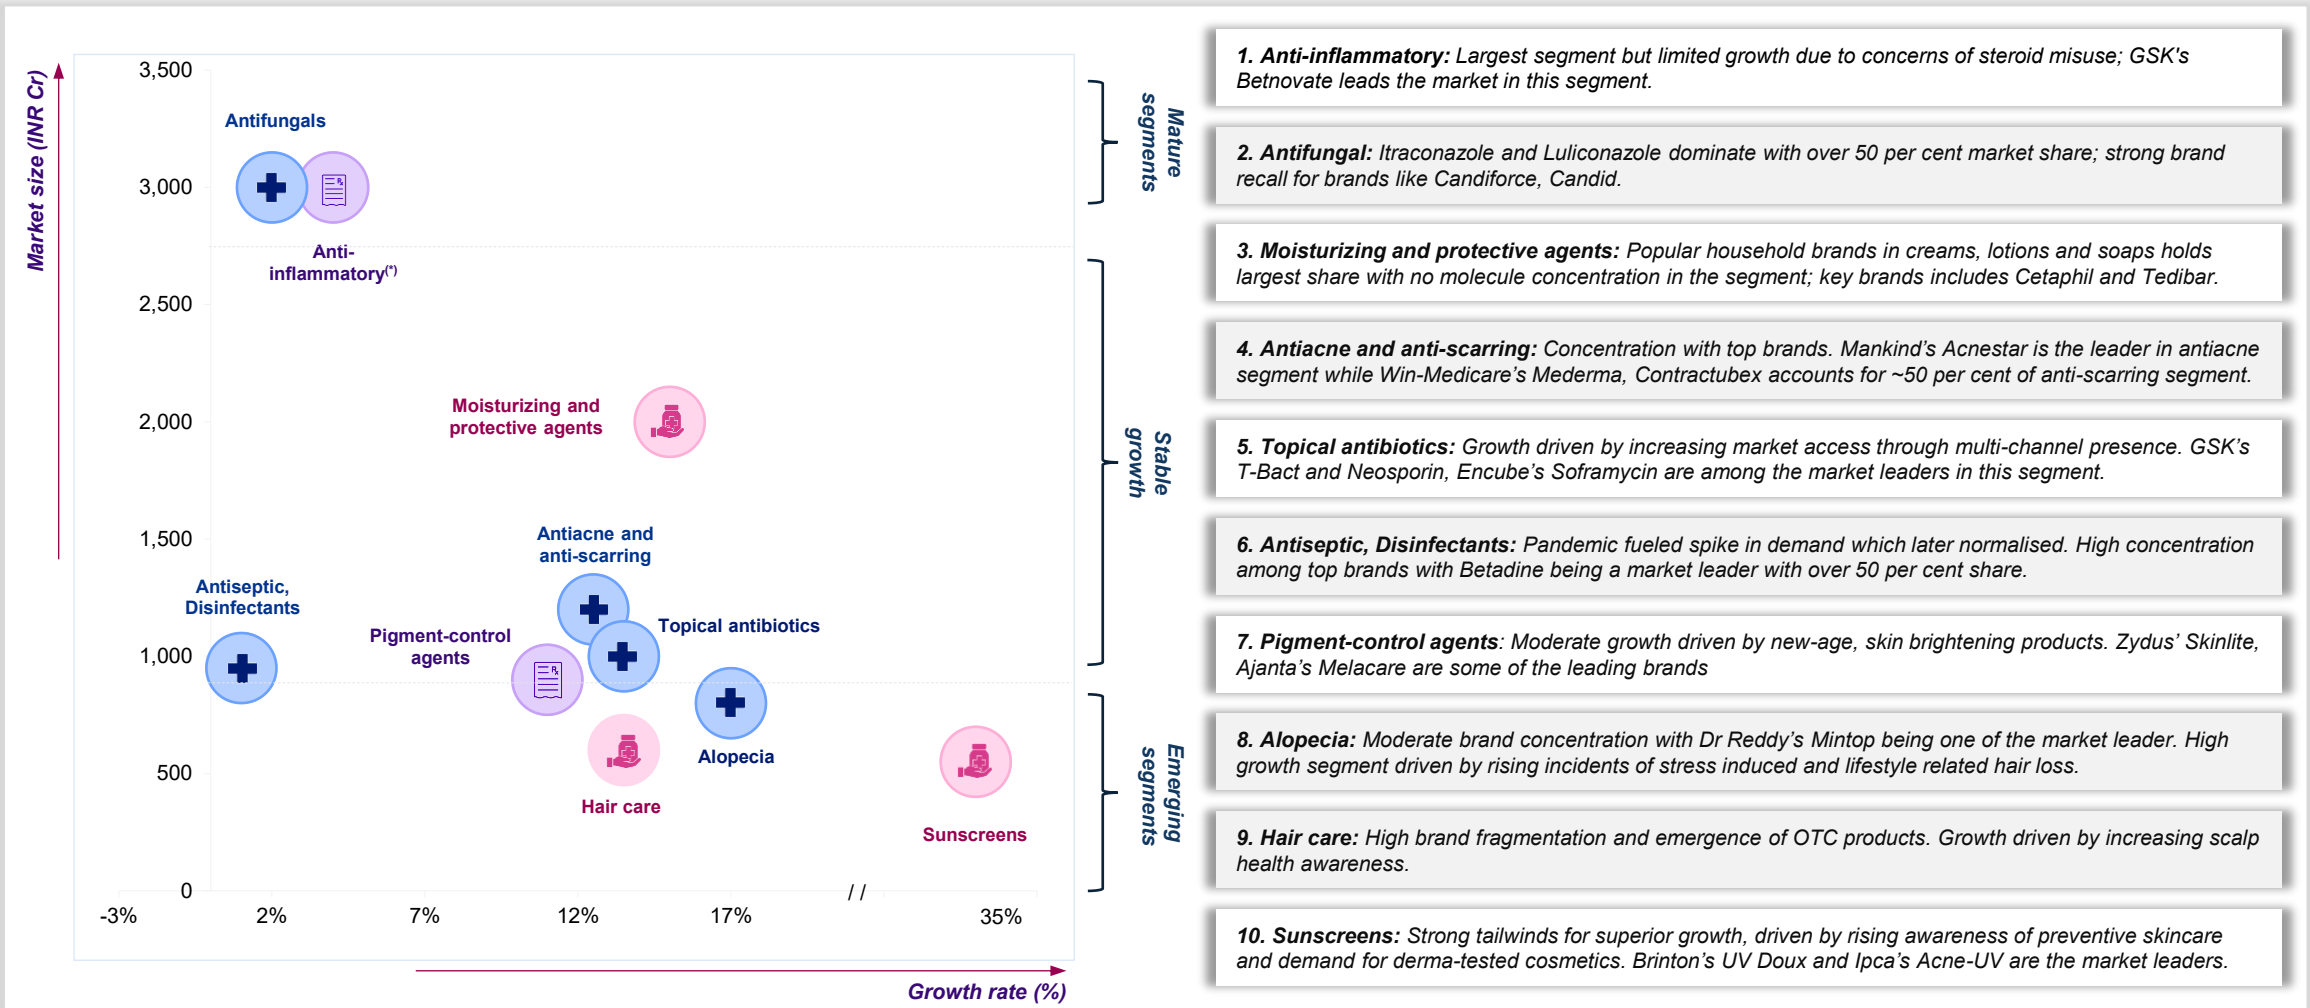 Market size (INR Cr)
3,500
3,000
2,500
2,000
1,500
1,000
500
0
-3%
2%
7%
12%
17%
//
35%
Growth rate (%)
Antifungals
Anti-
inflammatory(*)
Moisturizing and
protective agents
Antiacne and
anti-scarring
Antiseptic,
Disinfectants
Pigment-control
agents
Topical antibiotics
Alopecia
Hair care
Sunscreens
Mature
segments
Stable
growth
Emerging
segments
1. Anti-inflammatory: Largest segment but limited growth due to concerns of steroid misuse; GSK's
Betnovate leads the market in this segment.
2. Antifungal: Itraconazole and Luliconazole dominate with over 50 per cent market share; strong brand
recall for brands like Candiforce, Candid.
3. Moisturizing and protective agents: Popular household brands in creams, lotions and soaps holds
largest share with no molecule concentration in the segment; key brands includes Cetaphil and Tedibar.
4. Antiacne and anti-scarring: Concentration with top brands. Mankind’s Acnestar is the leader in antiacne
segment while Win-Medicare’s Mederma, Contractubex accounts for ~50 per cent of anti-scarring segment.
5. Topical antibiotics: Growth driven by increasing market access through multi-channel presence. GSK’s
T-Bact and Neosporin, Encube’s Soframycin are among the market leaders in this segment.
6. Antiseptic, Disinfectants: Pandemic fueled spike in demand which later normalised. High concentration
among top brands with Betadine being a market leader with over 50 per cent share.
7. Pigment-control agents: Moderate growth driven by new-age, skin brightening products. Zydus’ Skinlite,
Ajanta’s Melacare are some of the leading brands
8. Alopecia: Moderate brand concentration with Dr Reddy’s Mintop being one of the market leader. High
growth segment driven by rising incidents of stress induced and lifestyle related hair loss.
9. Hair care: High brand fragmentation and emergence of OTC products. Growth driven by increasing scalp
health awareness.
10. Sunscreens: Strong tailwinds for superior growth, driven by rising awareness of preventive skincare
and demand for derma-tested cosmetics. Brinton’s UV Doux and Ipca’s Acne-UV are the market leaders.